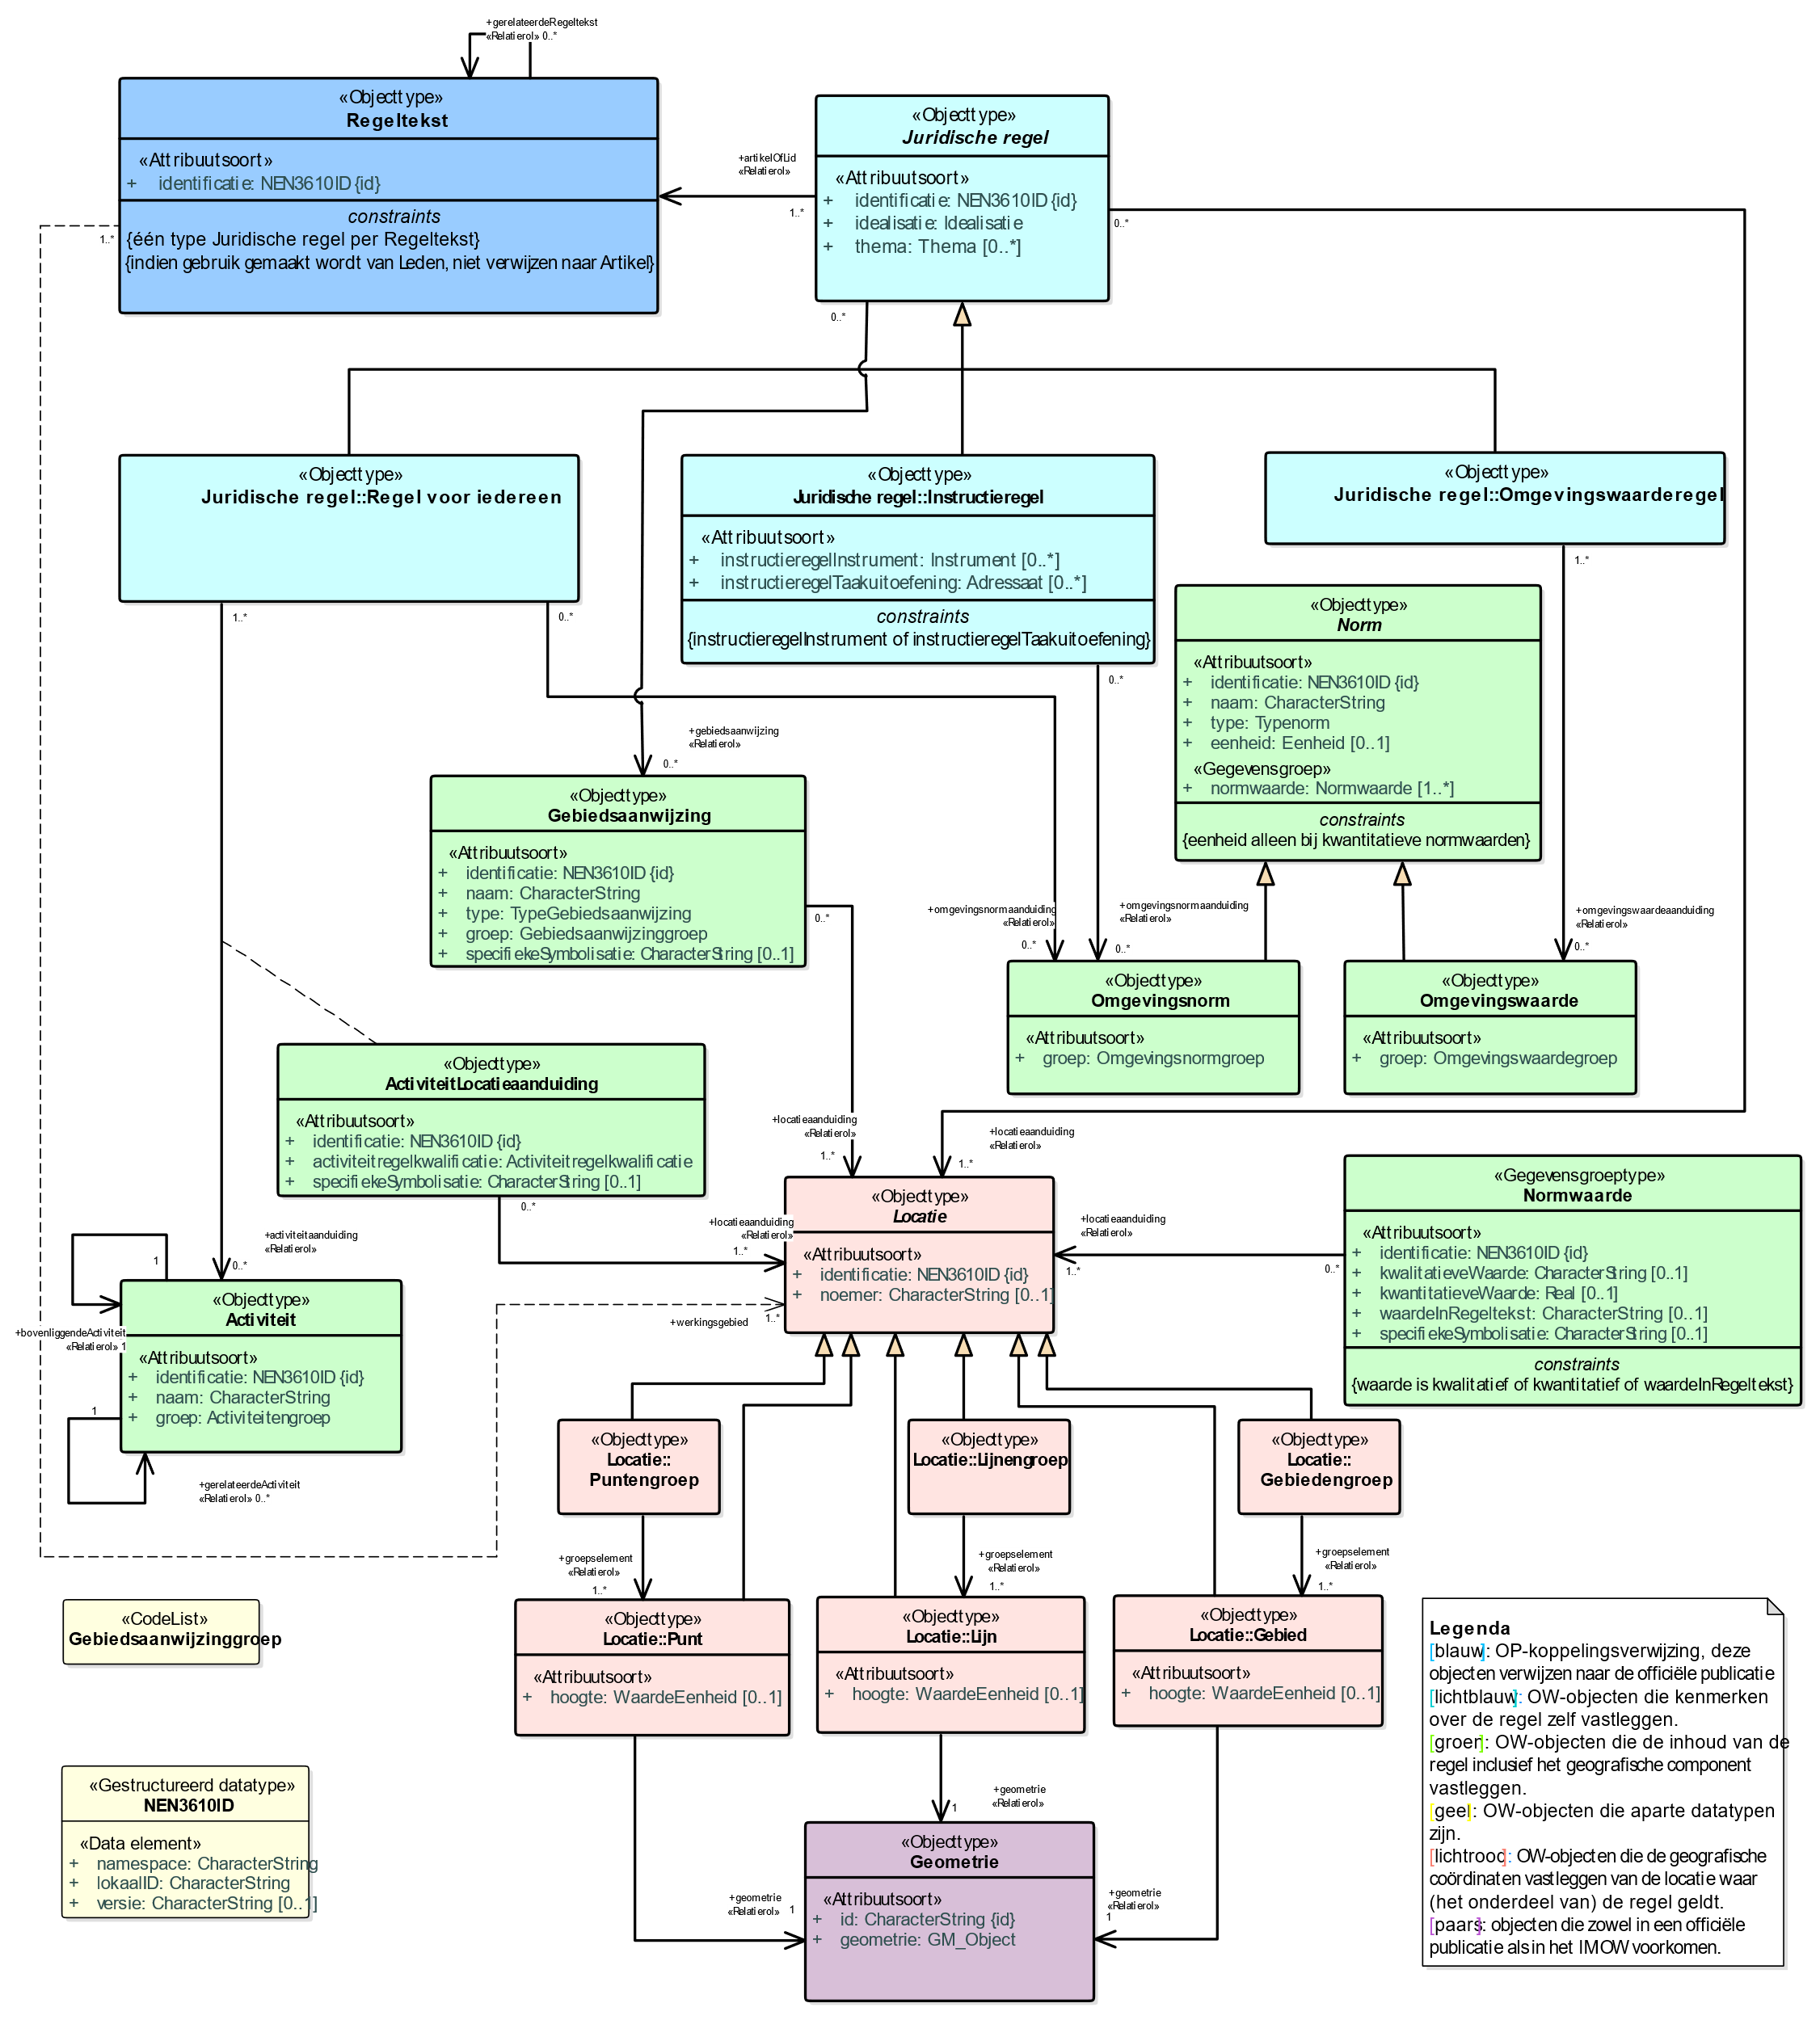 +gerelateerdeRegeltekst
«Relatierol» 0..*
«Objecttype»
Regeltekst
«Attribuutsoort»
+ identificatie: NEN3610ID {id}
constraints
{één type Juridische regel per Regeltekst}
{indien gebruik gemaakt wordt van Leden, niet verwijzen naar Artikel}
1..*
+artikelOfLid
«Relatierol»
1..*
«Objecttype»
Juridische regel
«Attribuutsoort»
+ identificatie: NEN3610ID {id}
+ idealisatie: Idealisatie
+ thema: Thema [0..*]
0..*
0..*
«Objecttype»
Juridische regel::Regel voor iedereen
1..*
0..*
«Objecttype»
Juridische regel::Instructieregel
«Attribuutsoort»
+ instructieregelInstrument: Instrument [0..*]
+ instructieregelTaakuitoefening: Adressaat [0..*]
constraints
{instructieregelInstrument of instructieregelTaakuitoefening}
0..*
«Objecttype»
Juridische regel::Omgevingswaarderegel
1..*
«Objecttype»
Norm
«Attribuutsoort»
+ identificatie: NEN3610ID {id}
+ naam: CharacterString
+ type: Typenorm
+ eenheid: Eenheid [0..1]
«Gegevensgroep»
+ normwaarde: Normwaarde [1..*]
constraints
{eenheid alleen bij kwantitatieve normwaarden}
+gebiedsaanwijzing
«Relatierol»
0..*
«Objecttype»
Gebiedsaanwijzing
«Attribuutsoort»
+ identificatie: NEN3610ID {id}
+ naam: CharacterString
+ type: TypeGebiedsaanwijzing
+ groep: Gebiedsaanwijzinggroep
+ specifiekeSymbolisatie: CharacterString [0..1]
0..*
+omgevingsnormaanduiding
«Relatierol»
0..*
+omgevingsnormaanduiding
«Relatierol»
0..*
+omgevingswaardeaanduiding
«Relatierol»
0..*
«Objecttype»
Omgevingsnorm
«Attribuutsoort»
+ groep: Omgevingsnormgroep
«Objecttype»
Omgevingswaarde
«Attribuutsoort»
+ groep: Omgevingswaardegroep
«Objecttype»
ActiviteitLocatieaanduiding
«Attribuutsoort»
+ identificatie: NEN3610ID {id}
+ activiteitregelkwalificatie: Activiteitregelkwalificatie
+ specifiekeSymbolisatie: CharacterString [0..1]
0..*
+locatieaanduiding
«Relatierol»
1..*
+locatieaanduiding
«Relatierol»
1..*
+locatieaanduiding
«Relatierol»
1..*
+locatieaanduiding
«Relatierol»
1..*
0..*
«Objecttype»
Locatie
«Attribuutsoort»
+ identificatie: NEN3610ID {id}
+ noemer: CharacterString [0..1]
+werkingsgebied
1..*
«Gegevensgroeptype»
Normwaarde
«Attribuutsoort»
+ identificatie: NEN3610ID {id}
+ kwalitatieveWaarde: CharacterString [0..1]
+ kwantitatieveWaarde: Real [0..1]
+ waardeInRegeltekst: CharacterString [0..1]
+ specifiekeSymbolisatie: CharacterString [0..1]
constraints
{waarde is kwalitatief of kwantitatief of waardeInRegeltekst}
+activiteitaanduiding
«Relatierol»
0..*
1
+bovenliggendeActiviteit
«Relatierol» 1
«Objecttype»
Activiteit
«Attribuutsoort»
+ identificatie: NEN3610ID {id}
+ naam: CharacterString
+ groep: Activiteitengroep
1
+gerelateerdeActiviteit
«Relatierol» 0..*
«Objecttype»
Locatie::
Puntengroep
«Objecttype»
Locatie::Lijnengroep
«Objecttype»
Locatie::
Gebiedengroep
+groepselement
«Relatierol»
1..*
+groepselement
«Relatierol»
1..*
+groepselement
«Relatierol»
1..*
«Objecttype»
Locatie::Punt
«Attribuutsoort»
+ hoogte: WaardeEenheid [0..1]
«Objecttype»
Locatie::Lijn
«Attribuutsoort»
+ hoogte: WaardeEenheid [0..1]
«Objecttype»
Locatie::Gebied
«Attribuutsoort»
+ hoogte: WaardeEenheid [0..1]
+geometrie
«Relatierol»
1
+geometrie
«Relatierol»
1
+geometrie
«Relatierol»
1
«Objecttype»
Geometrie
«Attribuutsoort»
+ id: CharacterString {id}
+ geometrie: GM_Object
«CodeList»
Gebiedsaanwijzinggroep
«Gestructureerd datatype»
NEN3610ID
«Data element»
+ namespace: CharacterString
+ lokaalID: CharacterString
+ versie: CharacterString [0..1]
Legenda
[blauw]: OP-koppelingsverwijzing, deze
objecten verwijzen naar de officiële publicatie
[lichtblauw]: OW-objecten die kenmerken
over de regel zelf vastleggen.
[groen]: OW-objecten die de inhoud van de
regel inclusief het geografische component
vastleggen.
[geel]: OW-objecten die aparte datatypen
zijn.
[lichtrood]: OW-objecten die de geografische
coördinaten vastleggen van de locatie waar
(het onderdeel van) de regel geldt.
[paars]: objecten die zowel in een officiële
publicatie als in het IMOW voorkomen.